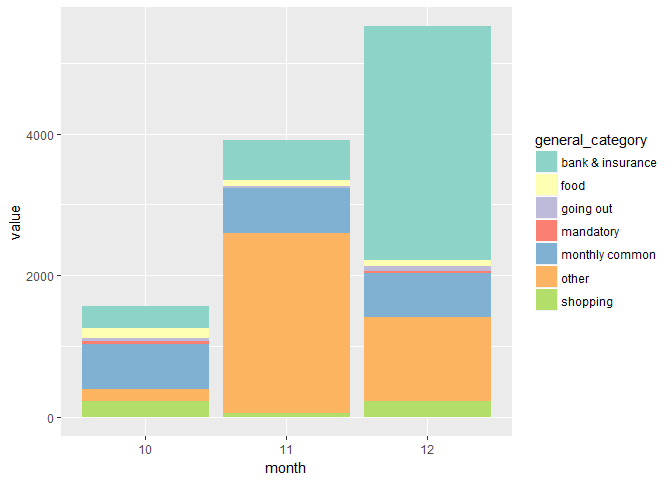 value
4000
2000
0
10
11
12
month
general_category
bank & insurance
food
going out
mandatory
monthly common
other
shopping